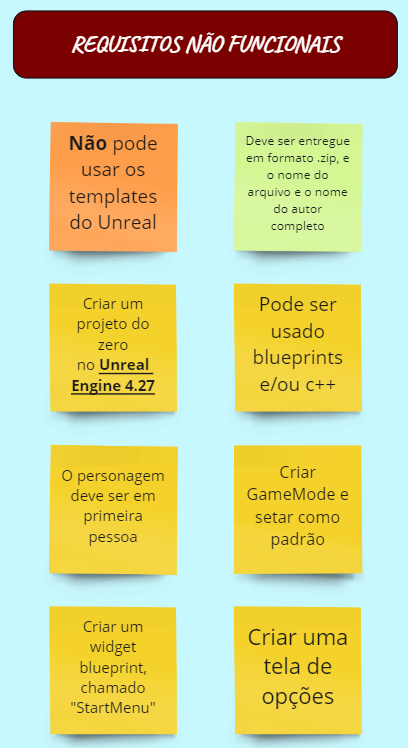 REQUISITOS NÃO FUNCIONAIS
Não pode
usar os
templates
do Unreal
Deve ser entregue
em formato .zip, e
o nome do
arquivo e o nome
do autor
completo
Criar um
projeto do
zero
no Unreal
Engine 4.27
Pode ser
usado
blueprints
e/ou c++
O personagem
deve ser em
primeira
pessoa
Criar
GameMode e
setar como
padrão
Criar um
widget
blueprint,
chamado
"StartMenu"
Criar uma
tela de
opções